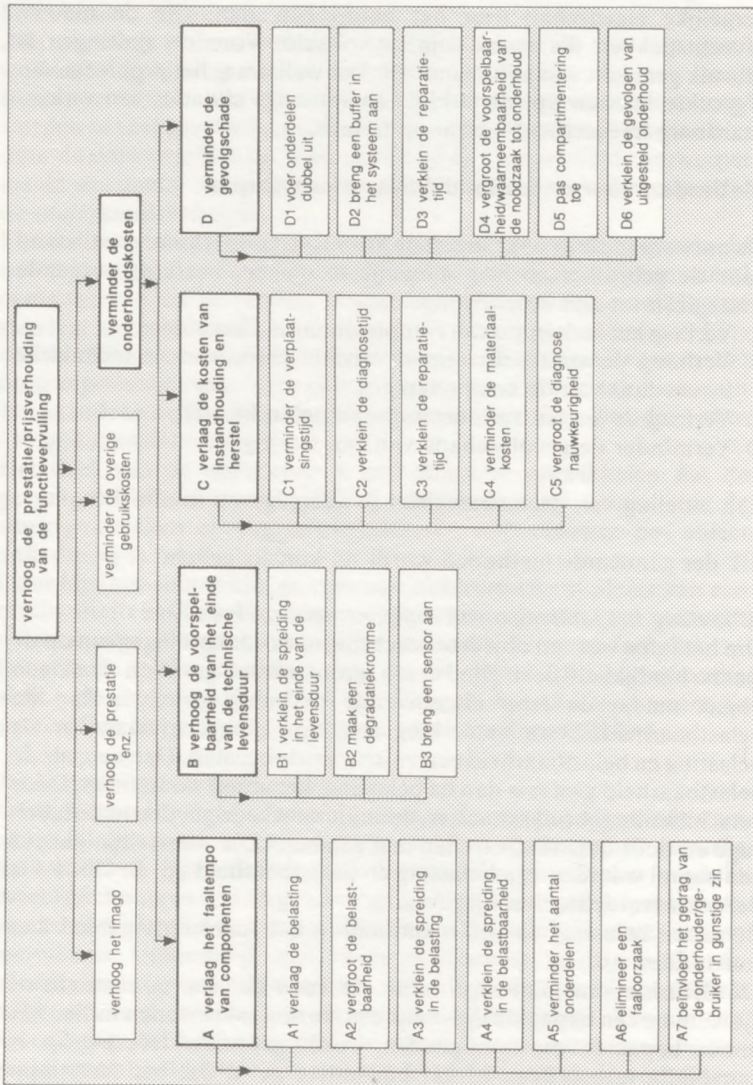 verhoog de prestatie/prijsverhouding
van de functievervulling
verhoog het imago
verhoog de prestatie
enz.
verminder de overige
gebruikskosten
verminder de
onderhoudskosten
A verlaag het faaltempo
van componenten
A1 verlaag de belasting
A2 vergroot de belast-
baarheid
A3 verklein de spreiding
in de belasting
A4 verklein de spreiding
in de belastbaarheid
A5 verminder het aantal
onderdelen
A6 elimineer een
faaloorzaak
A7 beïnvloed het gedrag van
de onderhouder/ge-
bruiker in gunstige zin
B verhoog de voorspel-
baarheid van het einde
van de technische
levensduur
B1 verklein de spreiding
in het einde van de
levensduur
B2 maak een
degradatiekromme
B3 breng een sensor aan
C verlaag de kosten van
instandhouding en
herstel
C1 verminder de verplaat-
singstijd
C2 verklein de diagnosetijd
C3 verklein de reparatie-
tijd
C4 verminder de materiaal-
kosten
C5 vergroot de diagnose
nauwkeurigheid
D verminder de
gevolgschade
D1 voer onderdelen
dubbel uit
D2 breng een buffer in
het systeem aan
D3 verklein de reparatie-
tijd
D4 vergroot de voorspelbaar-
heid/waarneembaarheid van
de noodzaak tot onderhoud
D5 pas compartimentering
toe
D6 verklein de gevolgen van
uitgesteld onderhoud